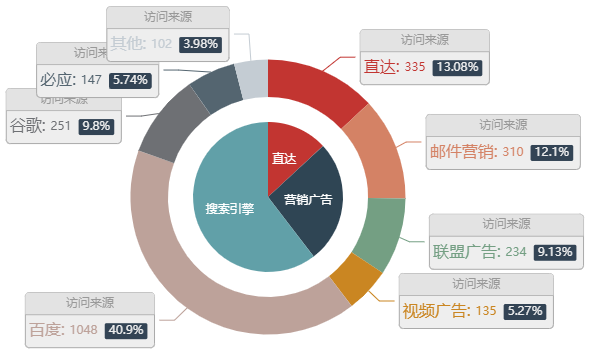 访问来源
其他: 102 3.98%
访问来源
必应: 147 5.74%
访问来源
谷歌: 251 9.8%
访问来源
直达: 335 13.08%
访问来源
邮件营销: 310 12.1%
直达
营销广告
搜索引擎
访问来源
联盟广告: 234 9.13%
访问来源
视频广告: 135 5.27%
访问来源
百度: 1048 40.9%